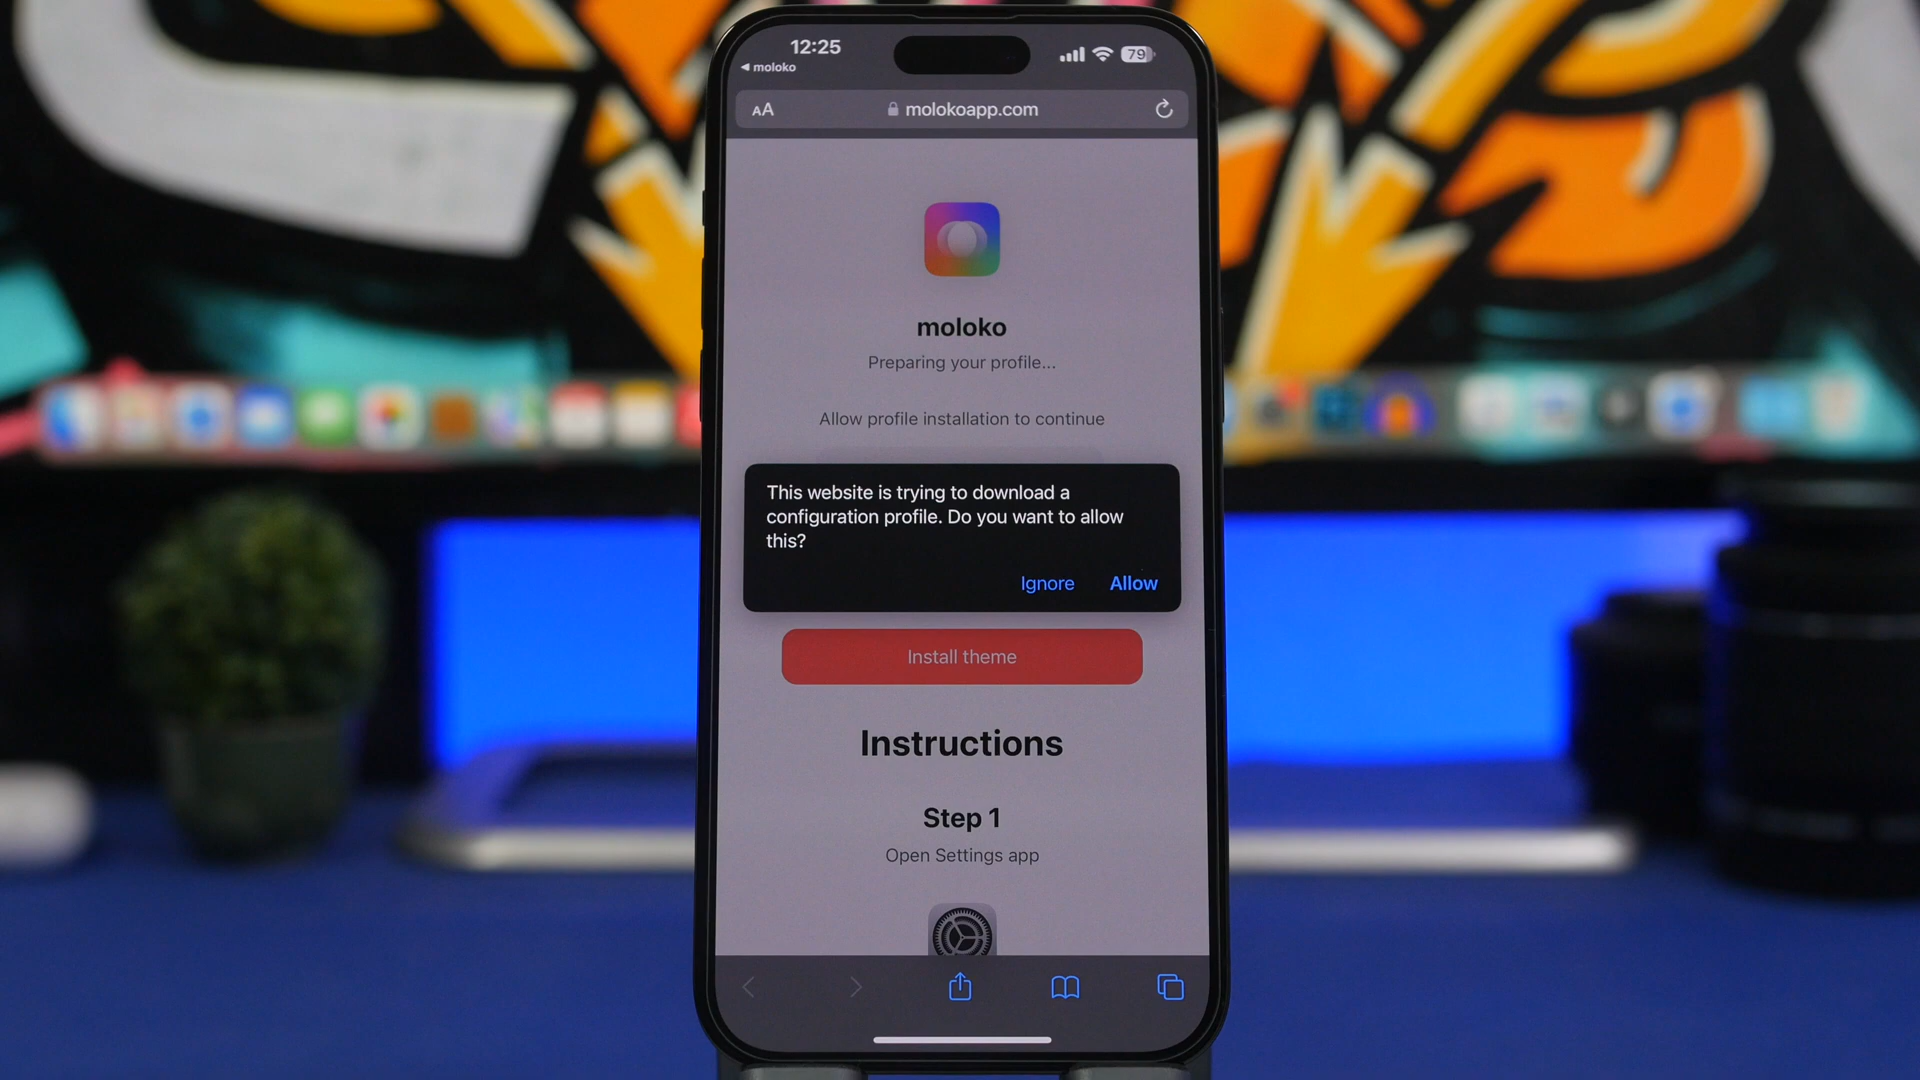 12:25
◀ moloko
79
AA
molokoapp.com
moloko
Preparing your profile...
Allow profile installation to continue
This website is trying to download a
configuration profile. Do you want to allow
this?
Ignore
Allow
Install theme
Instructions
Step 1
Open Settings app